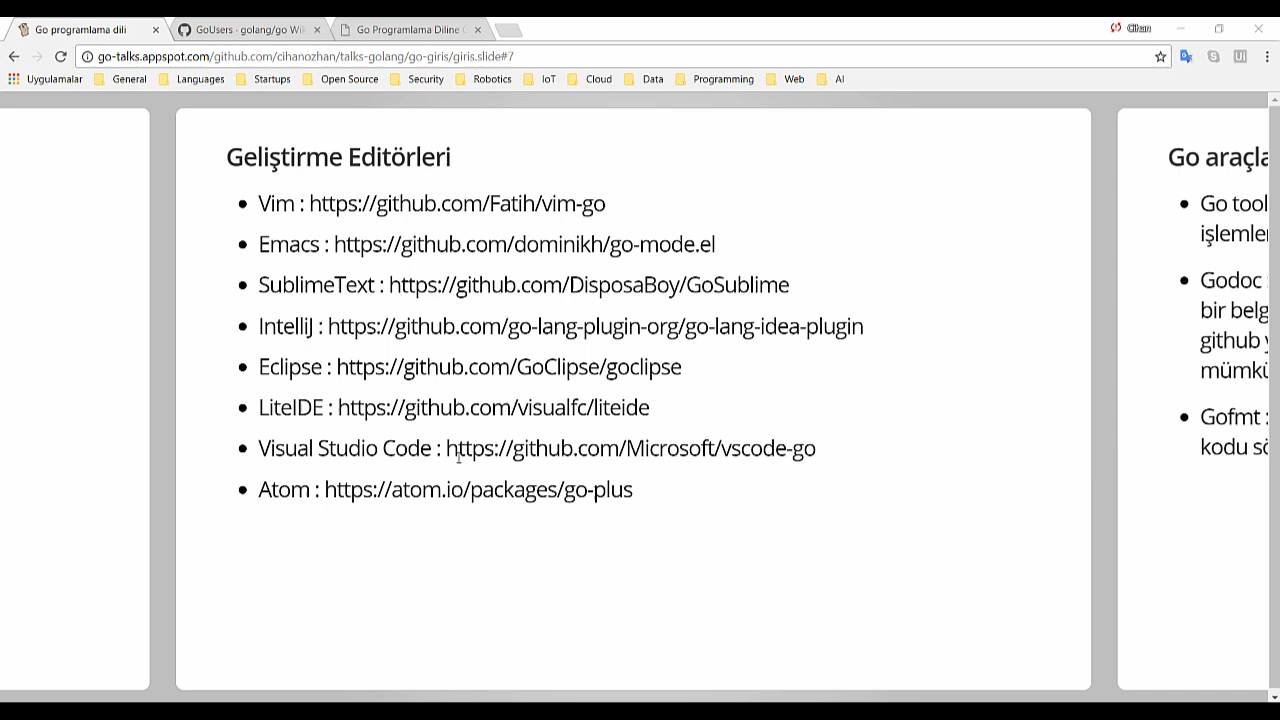 Go programlama dili
GoUsers · golang/go Wi
Go Programlama Diline
Cihan
go-talks.appspot.com/github.com/cihanozhan/talks-golang/go-giris/giris.slide#7
Uygulamalar
General
Languages
Startups
Open Source
Security
Robotics
IoT
Cloud
Data
Programming
Web
AI
Geliştirme Editörleri
Vim : https://github.com/Fatih/vim-go
Emacs : https://github.com/dominikh/go-mode.el
SublimeText : https://github.com/DisposaBoy/GoSublime
IntelliJ : https://github.com/go-lang-plugin-org/go-lang-idea-plugin
Eclipse : https://github.com/GoClipse/goclipse
LiteIDE : https://github.com/visualfc/liteide
Visual Studio Code : https://github.com/Microsoft/vscode-go
Atom : https://atom.io/packages/go-plus
Go araçla
Go tool
işlemle
Godoc :
bir belg
github y
mümkü
Gofmt :
kodu sö